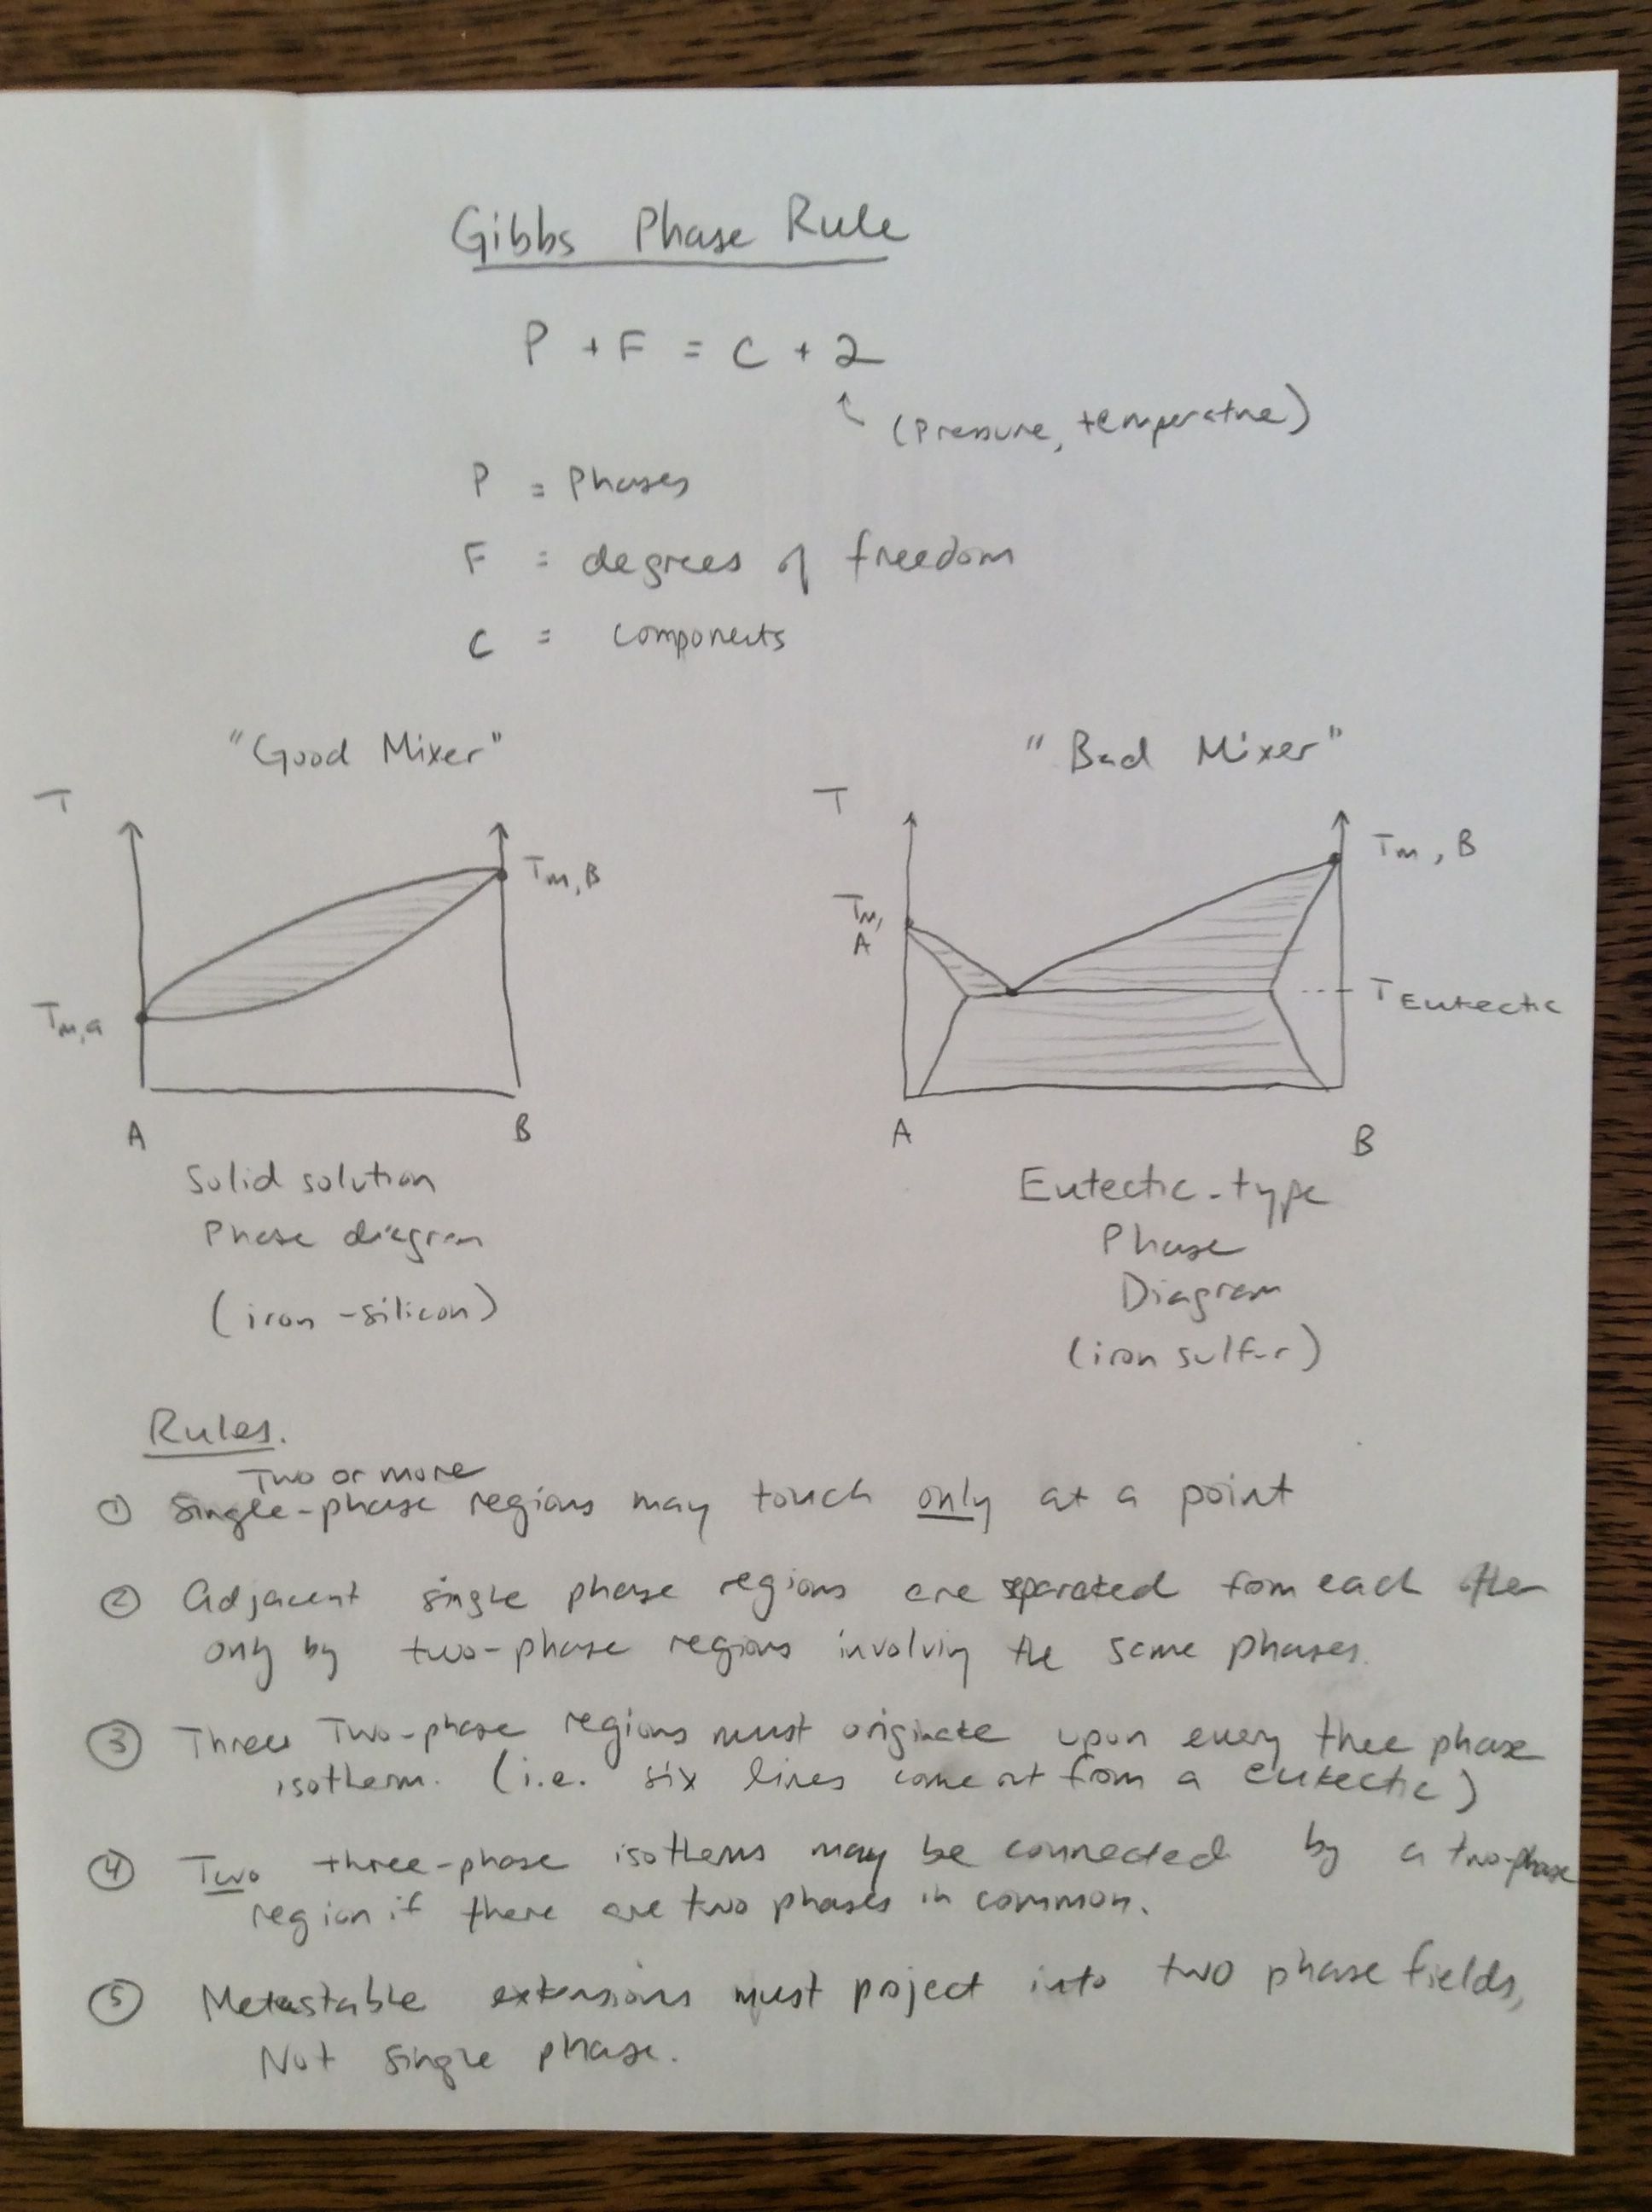 Gibbs Phase Rule
P + F = C + 2
(Pressure, temperature)
P = Phases
F = degrees of freedom
C = components
"Good Mixer"
T
Tm,B
Tm,a
A B
Solid solution
Phase diagram
(iron-silicon)
"Bad Mixer"
T
Tm, B
Tm,
A
T Eutectic
A B
Eutectic-type
Phase
Diagram
(iron sulfur)
Rules.
Two or more
① Single-phase regions may touch only at a point
② Adjacent single phase regions are separated from each other
only by two-phase regions involving the same phases.
③ Three Two-phase regions must originate upon every three phase
isotherm. (i.e. six lines come out from a eutectic)
④ Two three-phase isotherms may be connected by a two-phase
region if there are two phases in common.
⑤ Metastable extensions must project into two phase fields,
Not single phase.